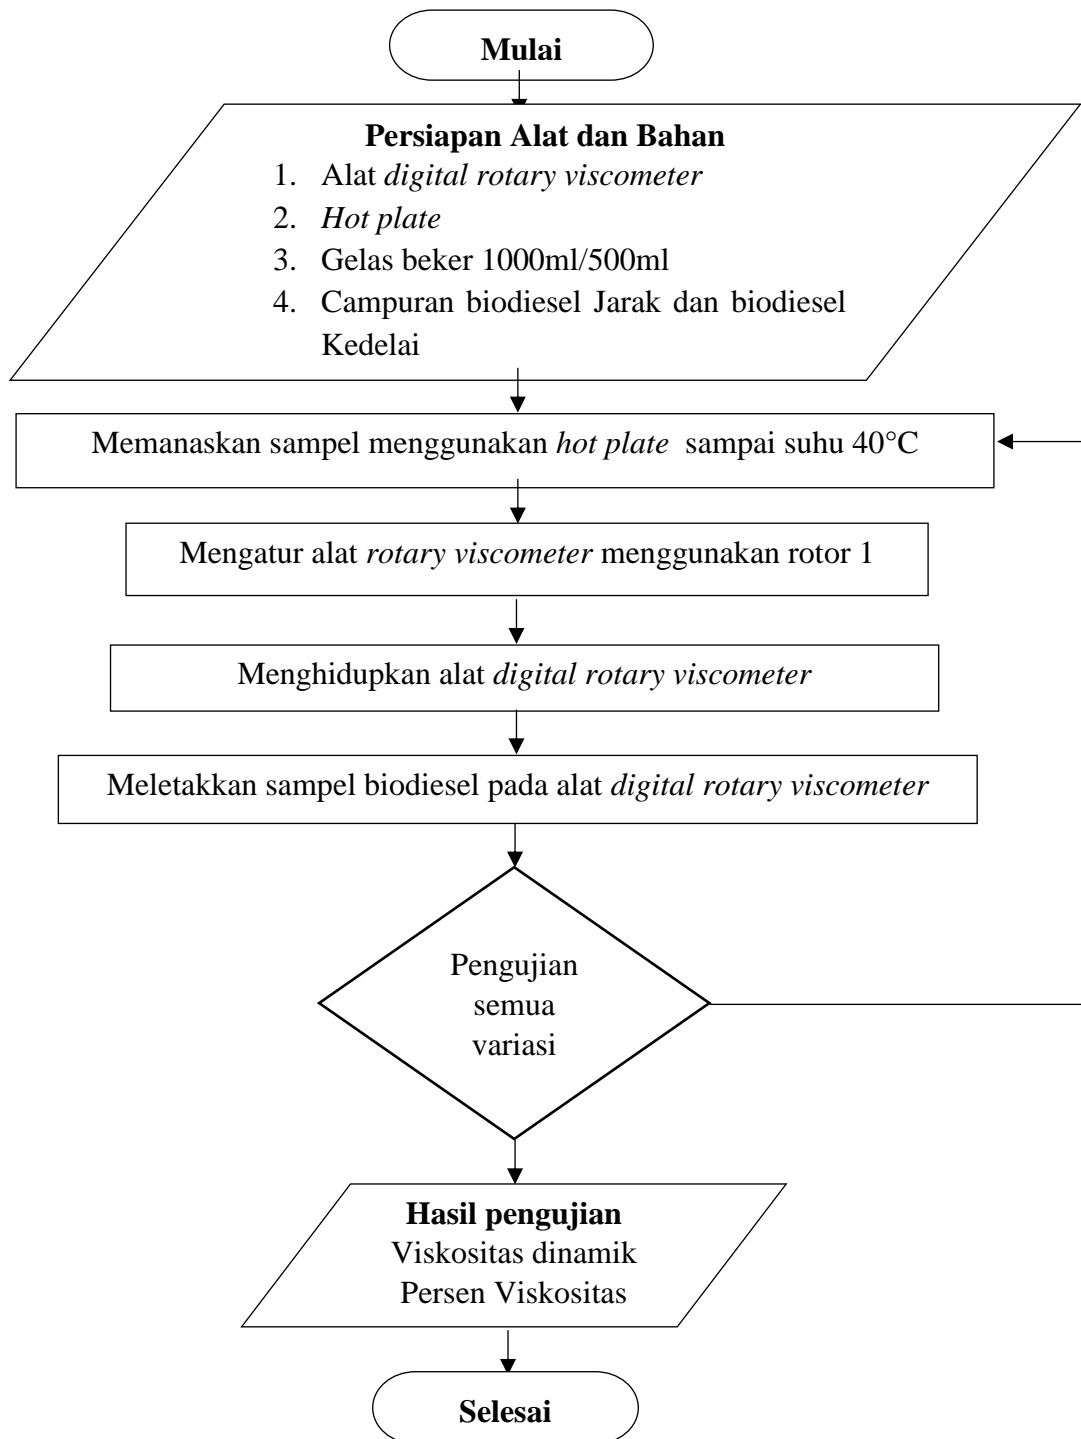 Mulai
Persiapan Alat dan Bahan
1. Alat digital rotary viscometer
2. Hot plate
3. Gelas beker 1000ml/500ml
4. Campuran biodiesel Jarak dan biodiesel
Kedelai
Memanaskan sampel menggunakan hot plate sampai suhu 40°C
Mengatur alat rotary viscometer menggunakan rotor 1
Menghidupkan alat digital rotary viscometer
Meletakkan sampel biodiesel pada alat digital rotary viscometer
Pengujian
semua
variasi
Hasil pengujian
Viskositas dinamik
Persen Viskositas
Selesai